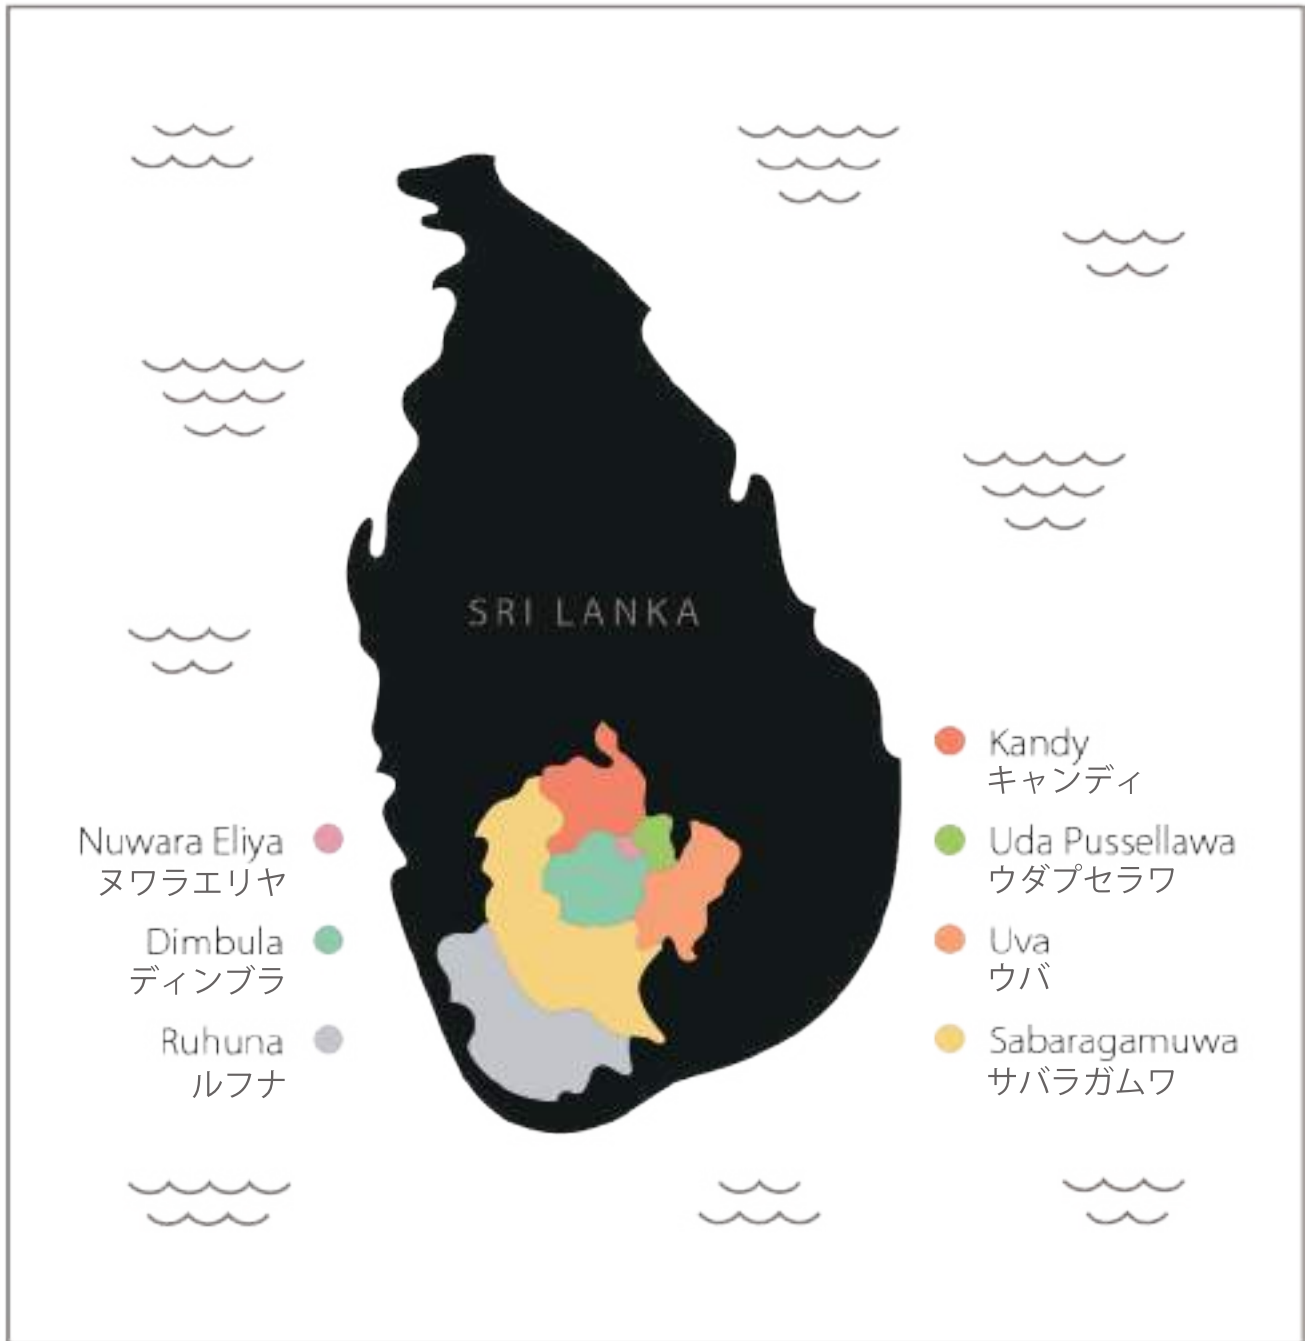 SRI LANKA
Nuwara Eliya
ヌワラエリヤ
Dimbula
ディンブラ
Ruhuna
ルフナ
Kandy
キャンディ
Uda Pussellawa
ウダプセラワ
Uva
ウバ
Sabaragamuwa
サバラガムワ